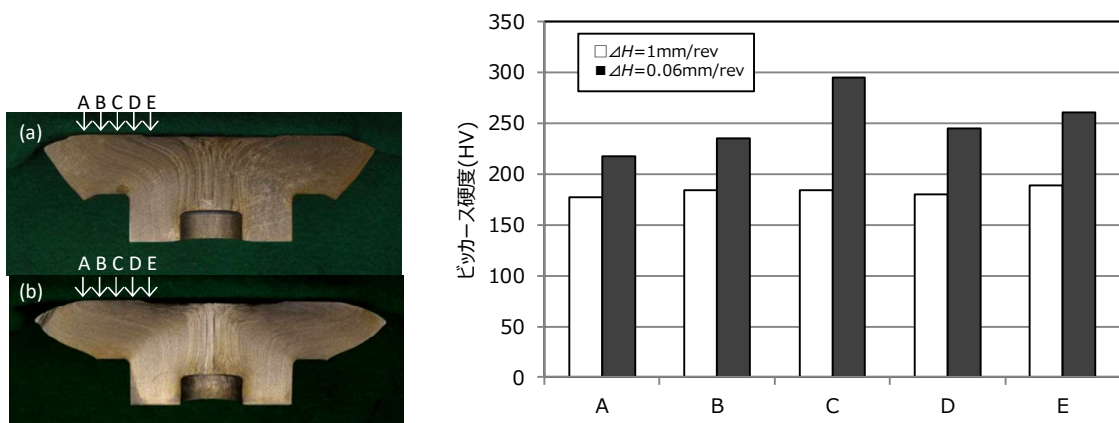 A B C D E
(a)
A B C D E
(b)
ビッカース硬度(HV)
350
300
250
200
150
100
50
0
□⊿H=1mm/rev
■⊿H=0.06mm/rev
A B C D E